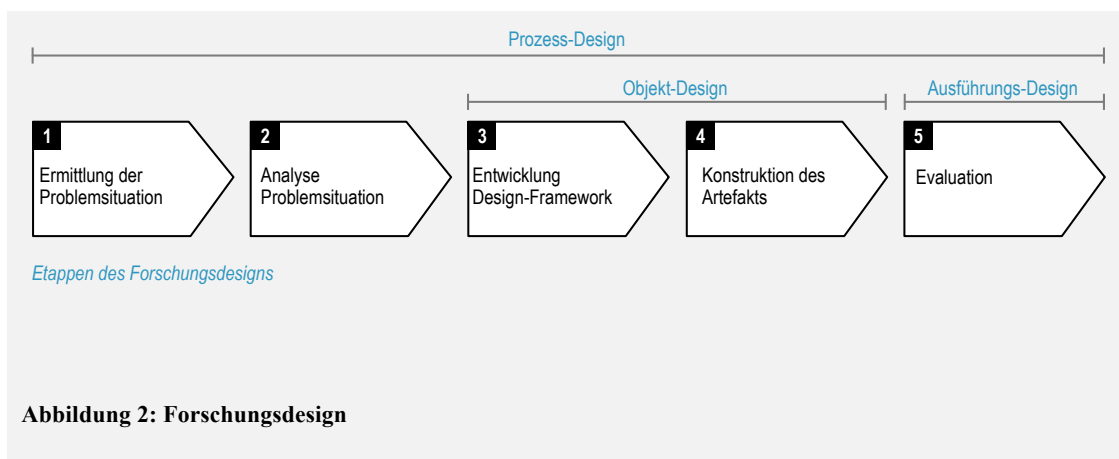 Prozess-Design
Objekt-Design
Ausführungs-Design
1
Ermittlung der
Problemsituation
2
Analyse
Problemsituation
3
Entwicklung
Design-Framework
4
Konstruktion des
Artefakts
5
Evaluation
Etappen des Forschungsdesigns
Abbildung 2: Forschungsdesign